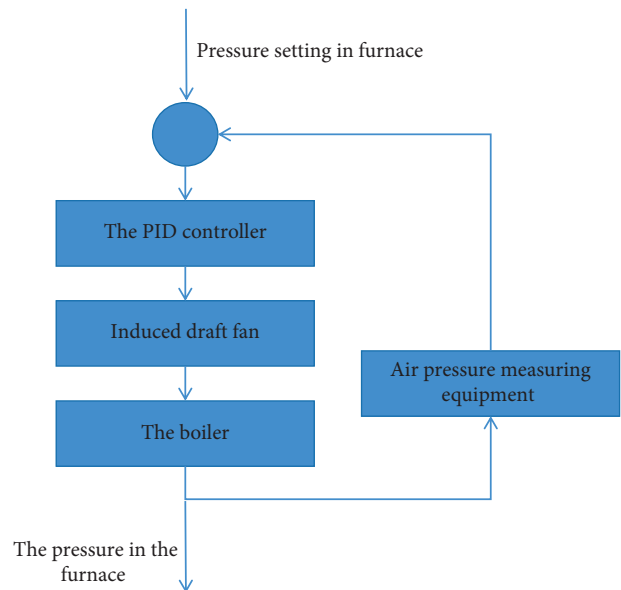 Pressure setting in furnace
The PID controller
Induced draft fan
Air pressure measuring
equipment
The boiler
The pressure in the
furnace